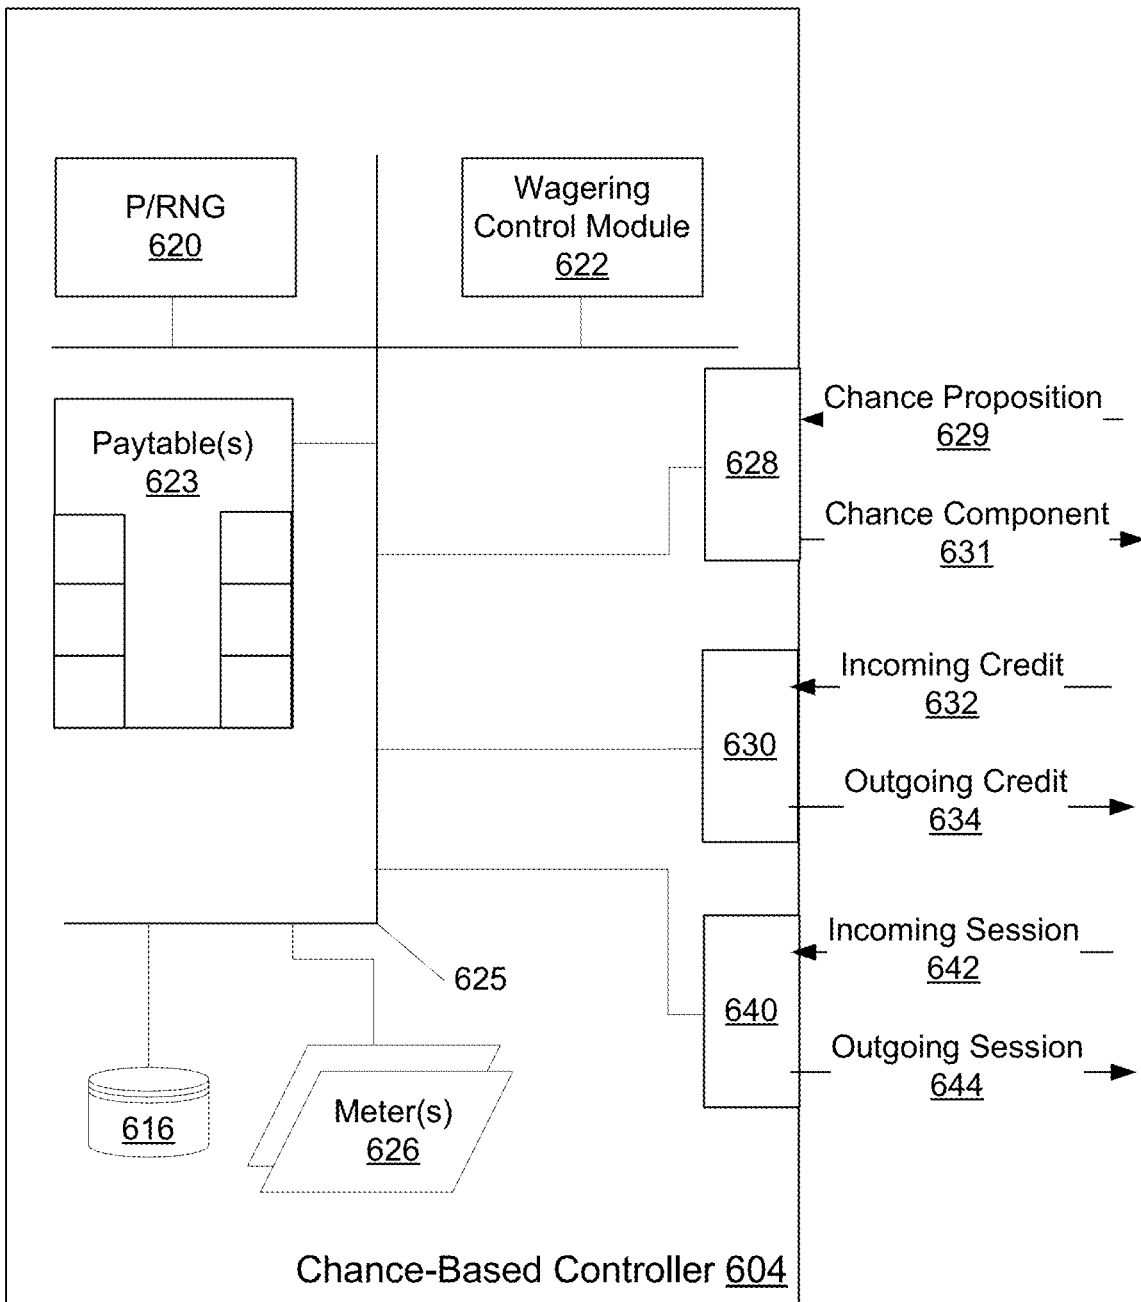 P/RNG
620
Wagering
Control Module
622
Paytable(s)
623
628
Chance Proposition
629
Chance Component
631
630
Incoming Credit
632
Outgoing Credit
634
640
Incoming Session
642
Outgoing Session
644
625
616
Meter(s)
626
Chance-Based Controller 604